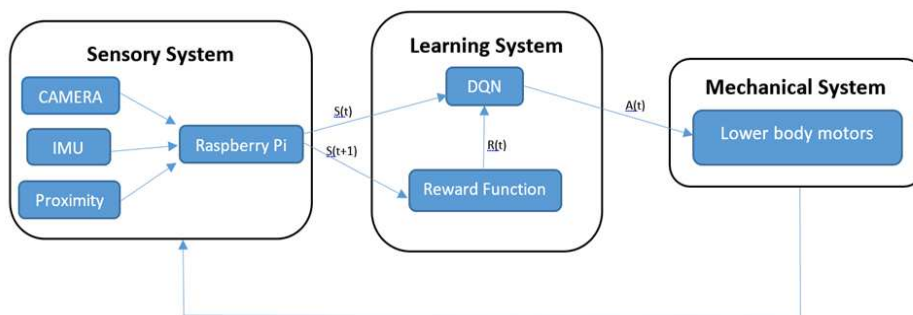 Sensory System
CAMERA
IMU
Proximity
Raspberry Pi
S(t)
S(t+1)
Learning System
DQN
R(t)
Reward Function
A(t)
Mechanical System
Lower body motors